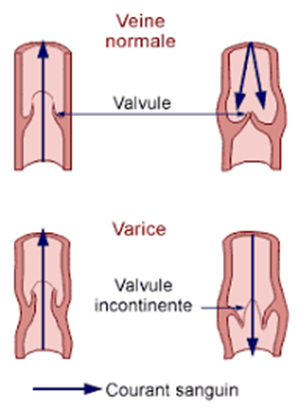 Veine
normale
Valvule
Varice
Valvule
incontinente
Courant sanguin